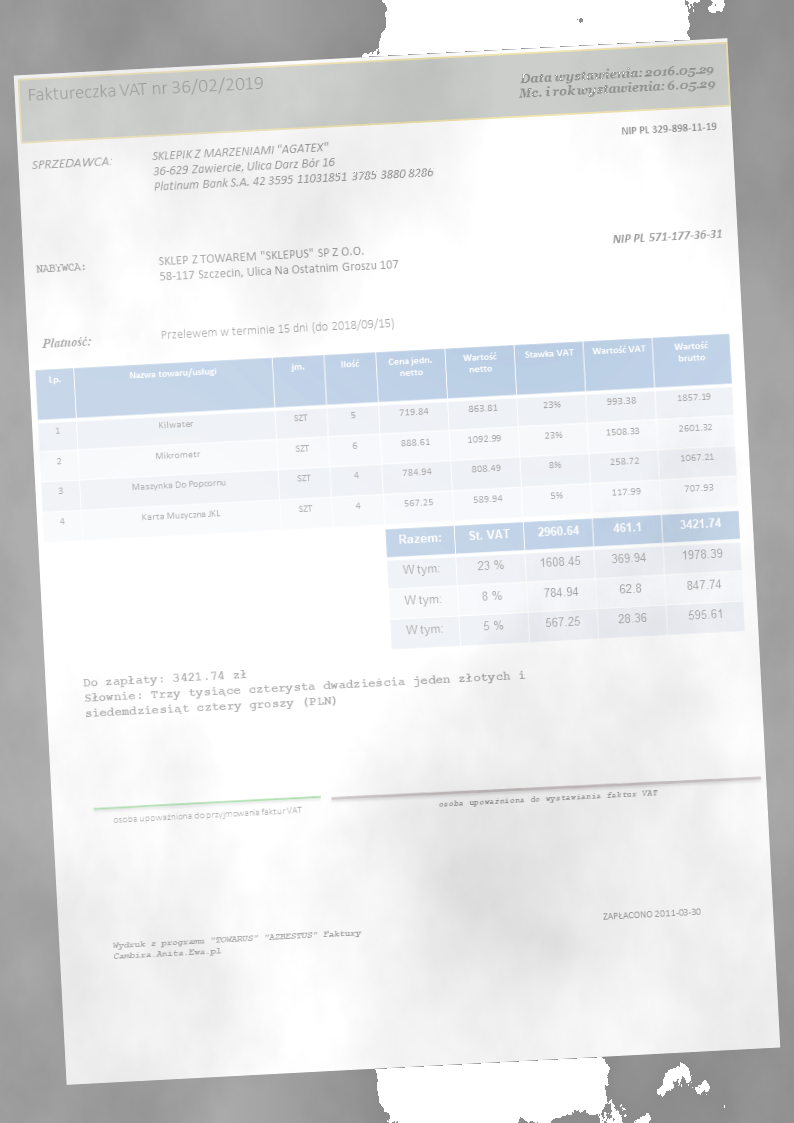 Faktureczka VAT nr 36/02/2019
Data wystawienia: 2016.05.29
Mc. i rok wystawienia: 6.05.29
NIP PL 329-898-11-19
SPRZEDAWCA:
SKLEPIK Z MARZENIAMI "AGATEX"
36-629 Zawiercie, Ulica Darz Bór 16
Platinum Bank S.A. 42 3595 11031851 3785 3880 8286
NIP PL 571-177-36-31
NABYWCA:
SKLEP Z TOWAREM "SKLEPUS" SP Z O.O.
58-117 Szczecin, Ulica Na Ostatnim Groszu 107
Płatność:
Przelewem w terminie 15 dni (do 2018/09/15)
Lp. Nazwa towaru/usługi jm. Ilość Cena jedn. netto Wartość netto Stawka VAT Wartość VAT Wartość brutto
1 Kilwater SZT 5 719.84 863.81 23% 993.38 1857.19
2 Mikrometr SZT 6 888.61 1092.99 23% 1508.33 2601.32
3 Maszynka Do Popcornu SZT 4 784.94 808.49 8% 258.72 1067.21
4 Karta Muzyczna JKL SZT 4 567.25 589.94 5% 117.99 707.93
Razem: St. VAT 2960.64 461.1 3421.74
W tym: 23 % 1608.45 369.94 1978.39
W tym: 8 % 784.94 62.8 847.74
W tym: 5 % 567.25 28.36 595.61
Do zapłaty: 3421.74 zł
Słownie: Trzy tysiące czterysta dwadzieścia jeden złotych i
siedemdziesiąt cztery groszy (PLN)
osoba upoważniona do przyjmowania faktur VAT
osoba upoważniona do wystawiania faktur VAT
ZAPŁACONO 2011-03-30
Wydruk z programu "TOWARUS" "AZBESTUS" Faktury
Cambira.Anita.Ewa.pl